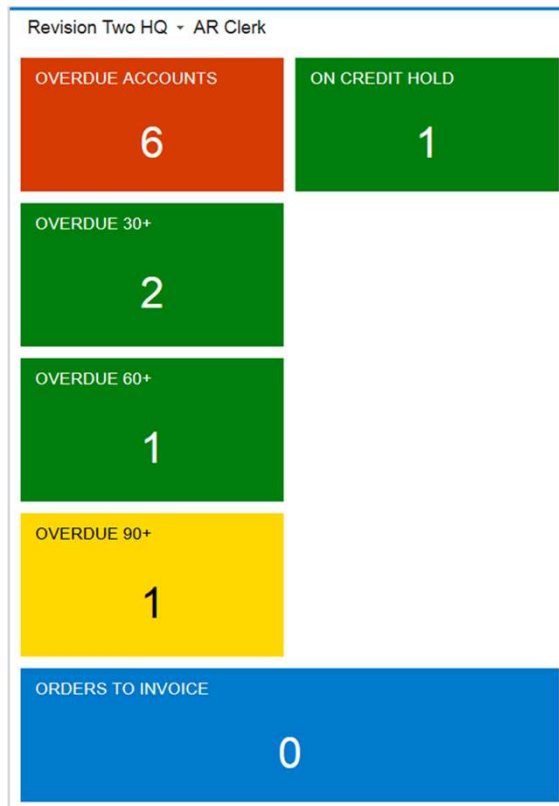 Revision Two HQ - AR Clerk
OVERDUE ACCOUNTS
6
ON CREDIT HOLD
1
OVERDUE 30+
2
OVERDUE 60+
1
OVERDUE 90+
1
ORDERS TO INVOICE
0